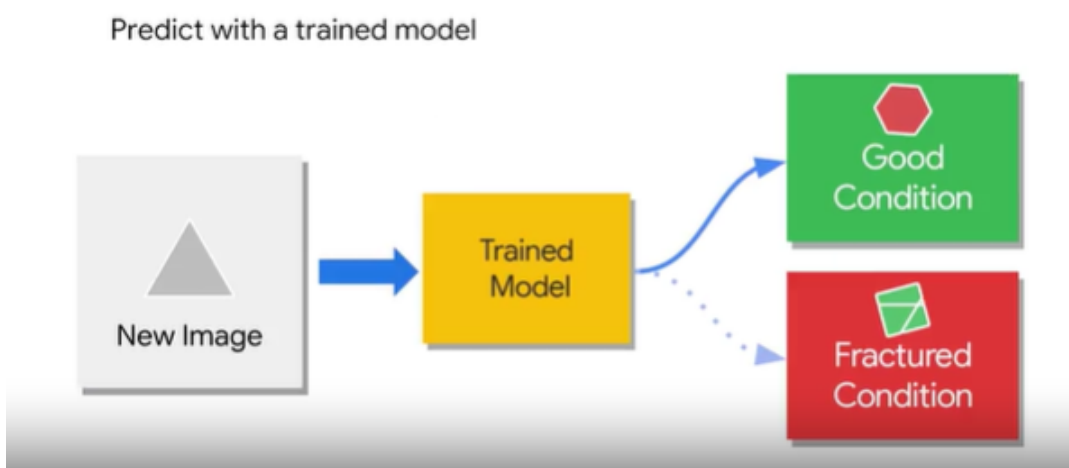 Predict with a trained model
New Image
Trained
Model
Good
Condition
Fractured
Condition